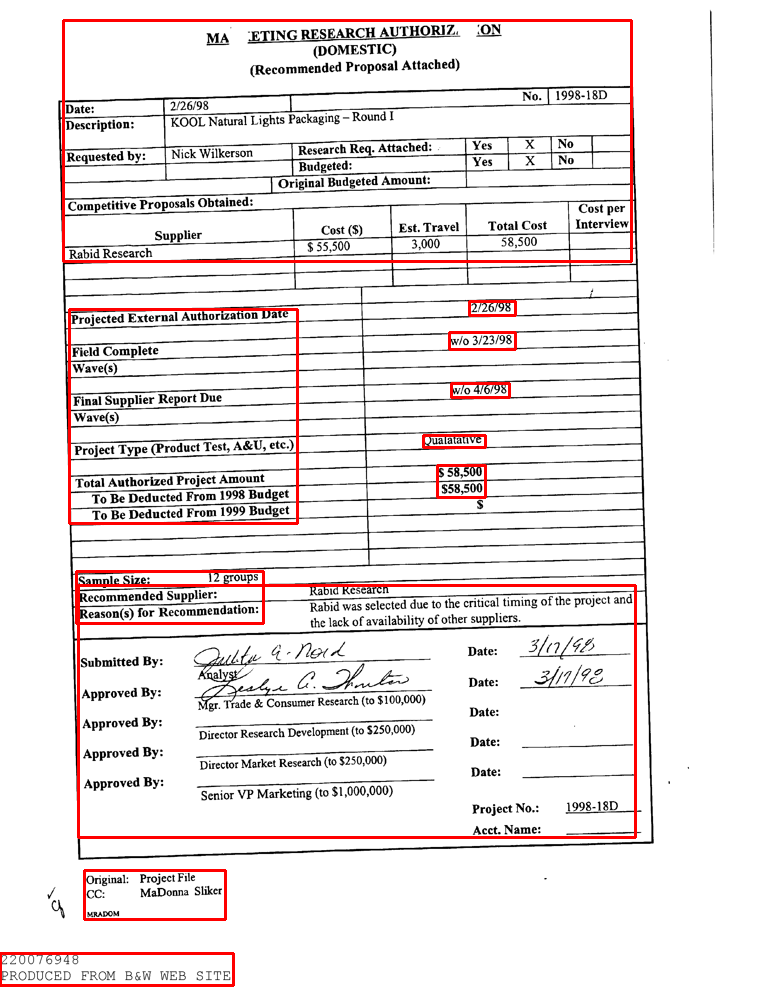 MA  ETING RESEARCH AUTHORIZ  ON
(DOMESTIC)
(Recommended Proposal Attached)
No. 1998-18D
Date: 2/26/98
Description: KOOL Natural Lights Packaging – Round I
Requested by: Nick Wilkerson Research Req. Attached: Yes X No
Budgeted: Yes X No
Original Budgeted Amount:
Competitive Proposals Obtained:
Supplier Cost ($) Est. Travel Total Cost Cost per Interview
Rabid Research $ 55,500 3,000 58,500
Projected External Authorization Date 2/26/98
Field Complete w/o 3/23/98
Wave(s)
Final Supplier Report Due w/o 4/6/98
Wave(s)
Project Type (Product Test, A&U, etc.) Qualatative
Total Authorized Project Amount $ 58,500
To Be Deducted From 1998 Budget $58,500
To Be Deducted From 1999 Budget $
Sample Size: 12 groups
Recommended Supplier: Rabid Research
Reason(s) for Recommendation: Rabid was selected due to the critical timing of the project and
the lack of availability of other suppliers.
Submitted By: Date: 3/17/98
Analyst
Approved By: Date: 3/17/98
Mgr. Trade & Consumer Research (to $100,000)
Approved By: Date:
Director Research Development (to $250,000)
Approved By: Date:
Director Market Research (to $250,000)
Approved By: Date:
Senior VP Marketing (to $1,000,000)
Project No.: 1998-18D
Acct. Name:
Original: Project File
CC: MaDonna Sliker
MRADOM
220076948
PRODUCED FROM B&W WEB SITE